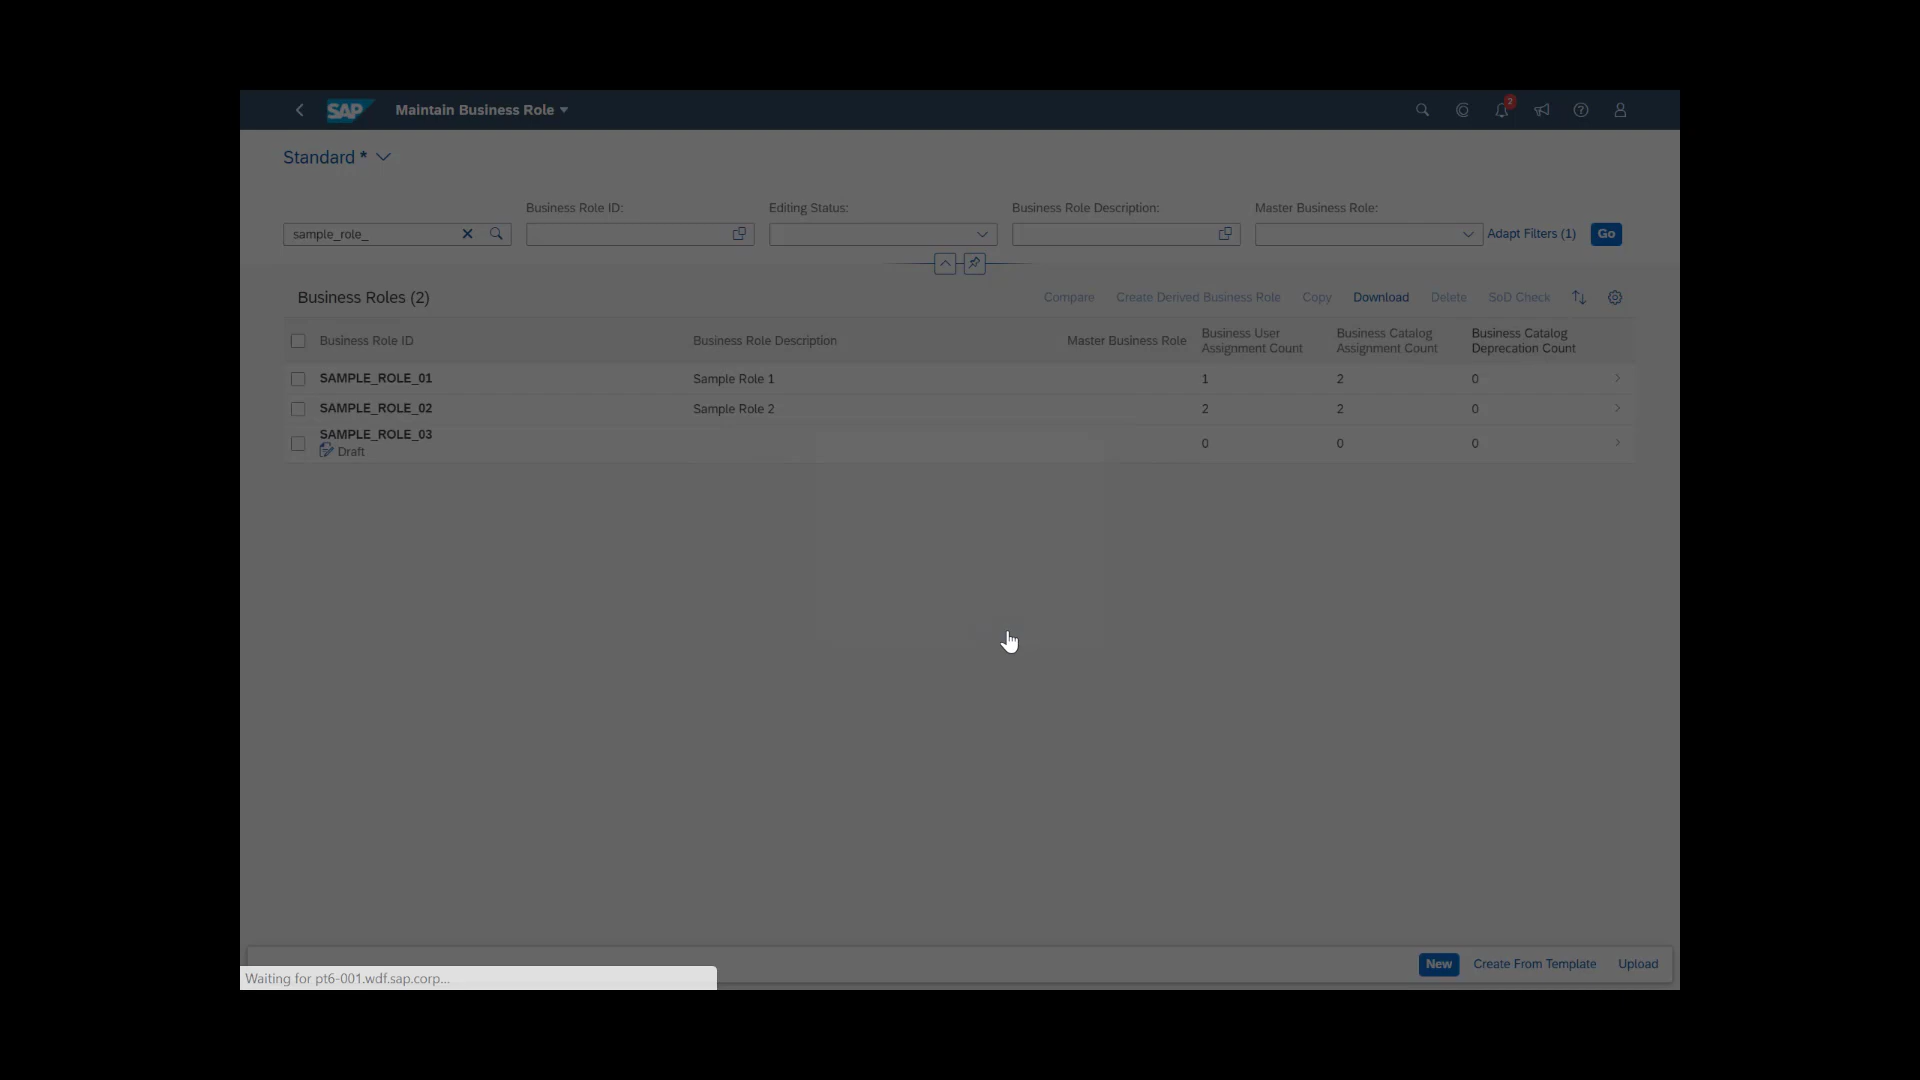 SAP Maintain Business Role
2
Standard *
Business Role ID:
Editing Status:
Business Role Description:
Master Business Role:
sample_role_
Adapt Filters (1)
Go
Business Roles (2)
Compare
Create Derived Business Role
Copy
Download
Delete
SoD Check
Business Role ID
Business Role Description
Master Business Role
Business User
Assignment Count
Business Catalog
Assignment Count
Business Catalog
Deprecation Count
SAMPLE_ROLE_01 Sample Role 1 1 2 0
SAMPLE_ROLE_02 Sample Role 2 2 2 0
SAMPLE_ROLE_03 0 0 0
Draft
New
Create From Template
Upload
Waiting for pt6-001.wdf.sap.corp...